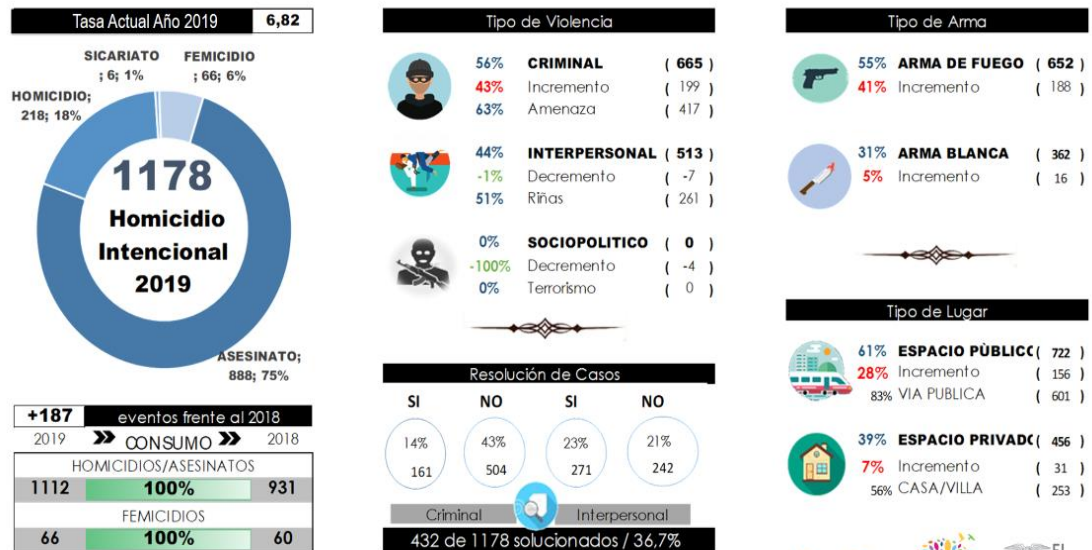 Tasa Actual Año 2019 6,82
SICARIATO
; 6; 1%
FEMICIDIO
; 66; 6%
HOMICIDIO;
218; 18%
1178
Homicidio
Intencional
2019
ASESINATO;
888; 75%
+187 eventos frente al 2018
2019 CONSUMO 2018
HOMICIDIOS/ASESINATOS
1112 100% 931
FEMICIDIOS
66 100% 60
Tipo de Violencia
56% CRIMINAL ( 665 )
43% Incremento ( 199 )
63% Amenaza ( 417 )
44% INTERPERSONAL ( 513 )
-1% Decremento ( -7 )
51% Riñas ( 261 )
0% SOCIOPOLITICO ( 0 )
-100% Decremento ( -4 )
0% Terrorismo ( 0 )
Resolución de Casos
SI NO SI NO
14% 43% 23% 21%
161 504 271 242
Criminal Interpersonal
432 de 1178 solucionados / 36,7%
Tipo de Arma
55% ARMA DE FUEGO ( 652 )
41% Incremento ( 188 )
31% ARMA BLANCA ( 362 )
5% Incremento ( 16 )
Tipo de Lugar
61% ESPACIO PÙBLICC( 722 )
28% Incremento ( 156 )
83% VIA PUBLICA ( 601 )
39% ESPACIO PRIVADC( 456 )
7% Incremento ( 31 )
56% CASA/VILLA ( 253 )
EL